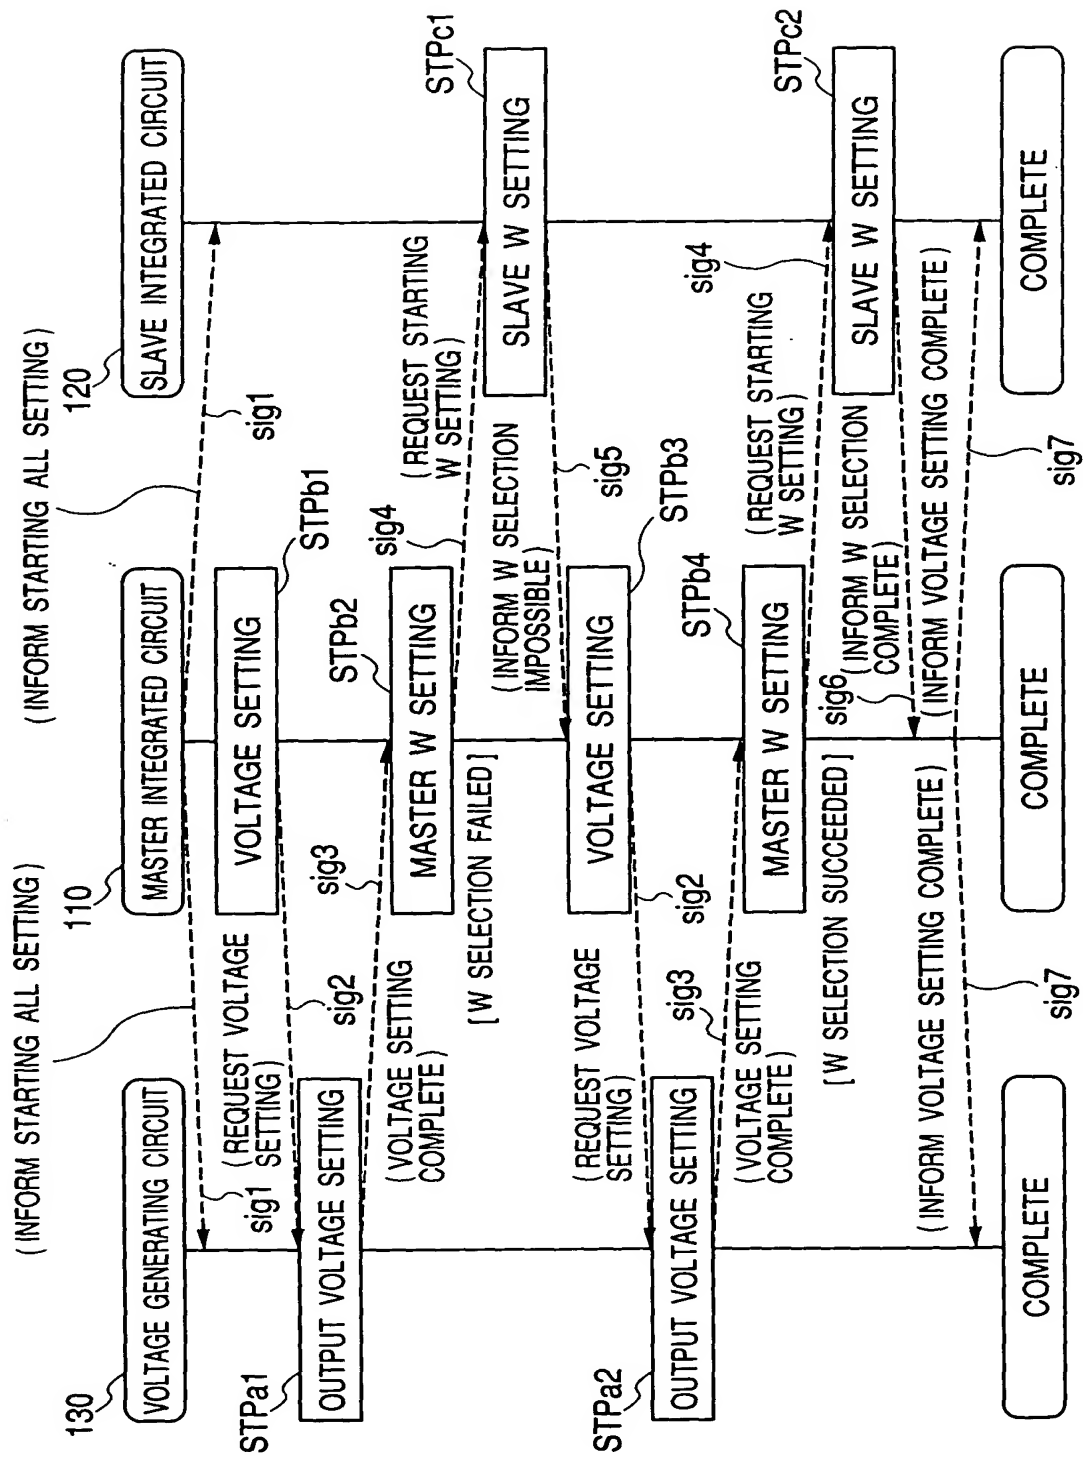 (INFORM STARTING ALL SETTING)
(INFORM STARTING ALL SETTING)
130
VOLTAGE GENERATING CIRCUIT
110
MASTER INTEGRATED CIRCUIT
120
SLAVE INTEGRATED CIRCUIT
sig1
sig1
VOLTAGE SETTING
STPb1
(REQUEST VOLTAGE
SETTING)
sig2
STPa1
OUTPUT VOLTAGE SETTING
sig3
(VOLTAGE SETTING
COMPLETE)
STPb2
MASTER W SETTING
sig4
(REQUEST STARTING
W SETTING)
STPc1
SLAVE W SETTING
[W SELECTION FAILED]
(INFORM W SELECTION
IMPOSSIBLE)
sig5
VOLTAGE SETTING
STPb3
(REQUEST VOLTAGE
SETTING)
sig2
STPa2
OUTPUT VOLTAGE SETTING
sig3
(VOLTAGE SETTING
COMPLETE)
STPb4
MASTER W SETTING
(REQUEST STARTING
W SETTING)
sig4
STPc2
SLAVE W SETTING
[W SELECTION SUCCEEDED]
sig6
(INFORM W SELECTION
COMPLETE)
(INFORM VOLTAGE SETTING COMPLETE)
(INFORM VOLTAGE SETTING COMPLETE)
sig7
sig7
COMPLETE
COMPLETE
COMPLETE